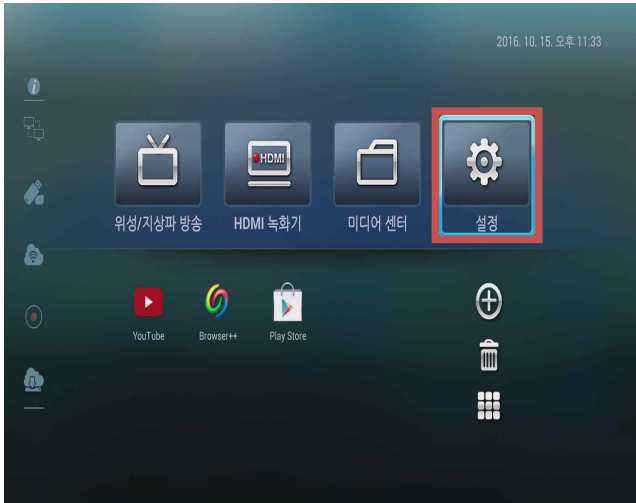 2016. 10. 15. 오후 11:33
HDMI
위성/지상파 방송
HDMI 녹화기
미디어 센터
설정
YouTube
Browser++
Play Store